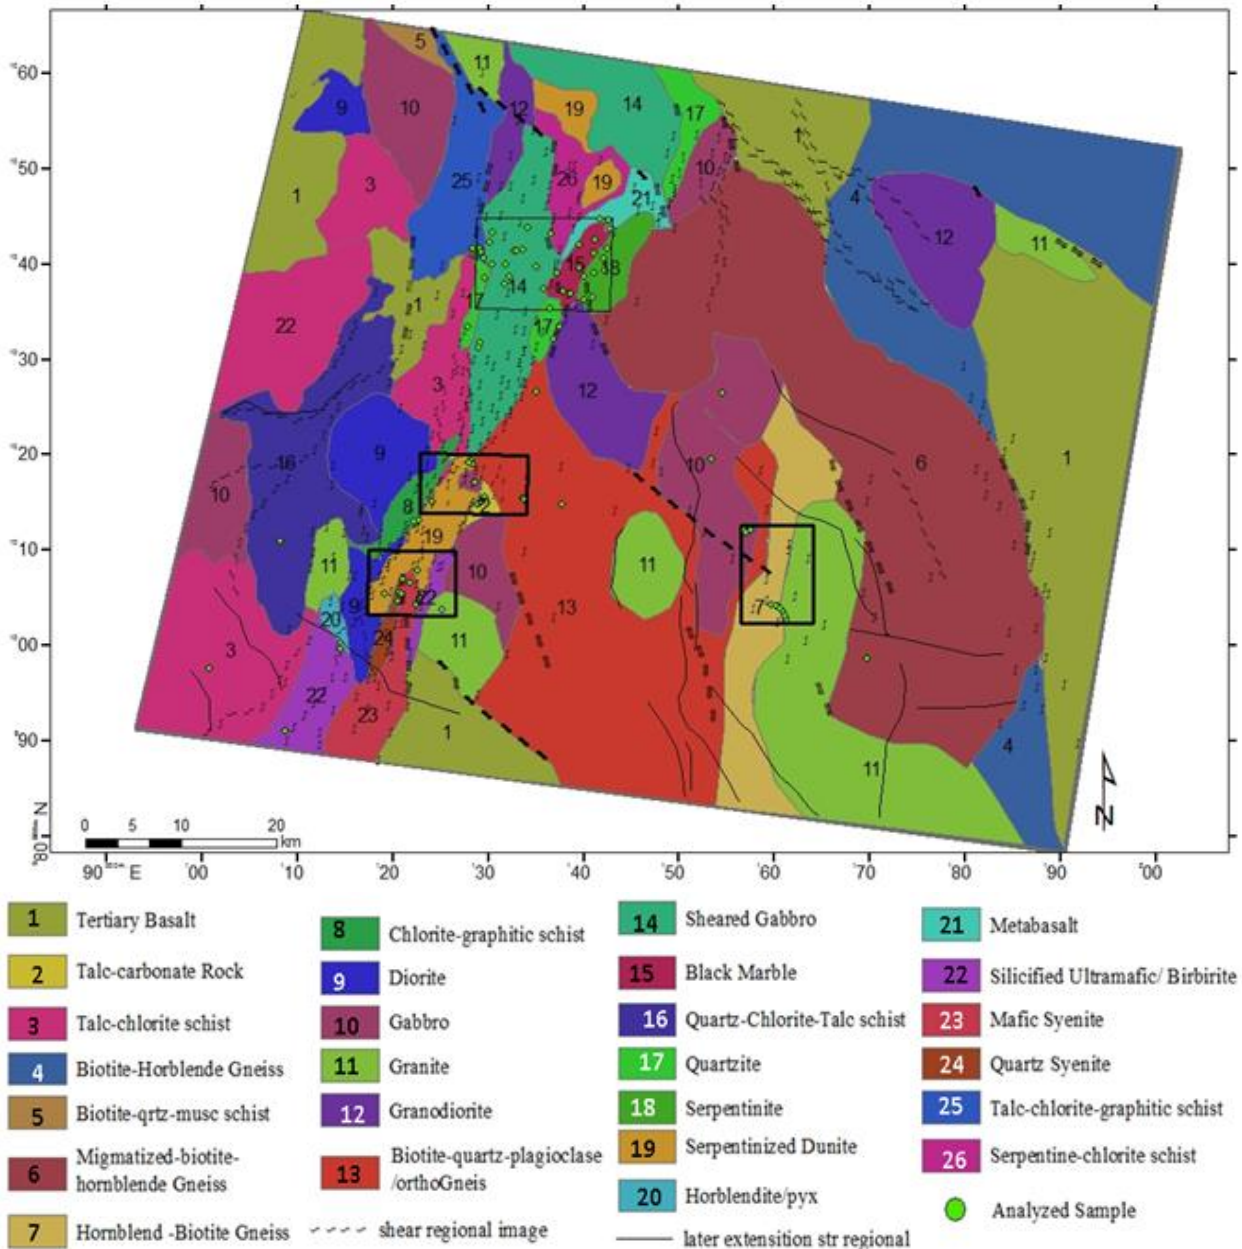 5
11
60
9
10
12
19
14
17
1
50
1
3
25
26
19
21
10
4
12
11
40
15
18
14
17
1
22
17
30
3
12
20
9
16
10
10
6
1
8
2
19
10
11
10
11
9
22
13
7
20
00
3
24
11
22
23
1
4
90
11
N
N
0 5 10 20
km
90 E 00 10 20 30 40 50 60 70 80 90 00
1 Tertiary Basalt
2 Talc-carbonate Rock
3 Talc-chlorite schist
4 Biotite-Horblende Gneiss
5 Biotite-qrtz-musc schist
6 Migmatized-biotite-
hornblende Gneiss
7 Hornblend -Biotite Gneiss
8 Chlorite-graphitic schist
9 Diorite
10 Gabbro
11 Granite
12 Granodiorite
13 Biotite-quartz-plagioclase
/orthoGneis
shear regional image
14 Sheared Gabbro
15 Black Marble
16 Quartz-Chlorite-Talc schist
17 Quartzite
18 Serpentinite
19 Serpentinized Dunite
20 Horblendite/pyx
later extensition str regional
21 Metabasalt
22 Silicified Ultramafic/ Birbirite
23 Mafic Syenite
24 Quartz Syenite
25 Talc-chlorite-graphitic schist
26 Serpentine-chlorite schist
Analyzed Sample